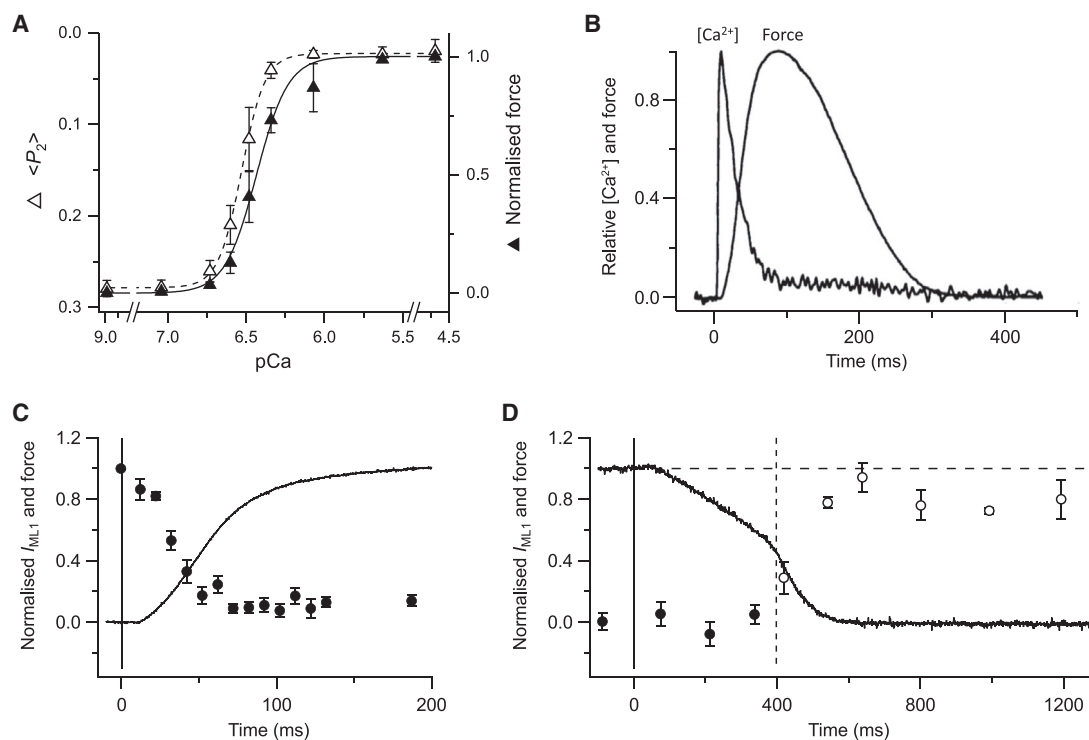 A
0.0
0.1
0.2
0.3
△ <P2>
1.0
0.5
0.0
▲ Normalised force
9.0 7.0 6.5 6.0 5.5 4.5
pCa
B
[Ca2+] Force
0.8
0.4
0.0
Relative [Ca2+] and force
0 200 400
Time (ms)
C
1.2
0.8
0.4
0.0
Normalised IML1 and force
0 100 200
Time (ms)
D
1.2
0.8
0.4
0.0
Normalised IML1 and force
0 400 800 1200
Time (ms)